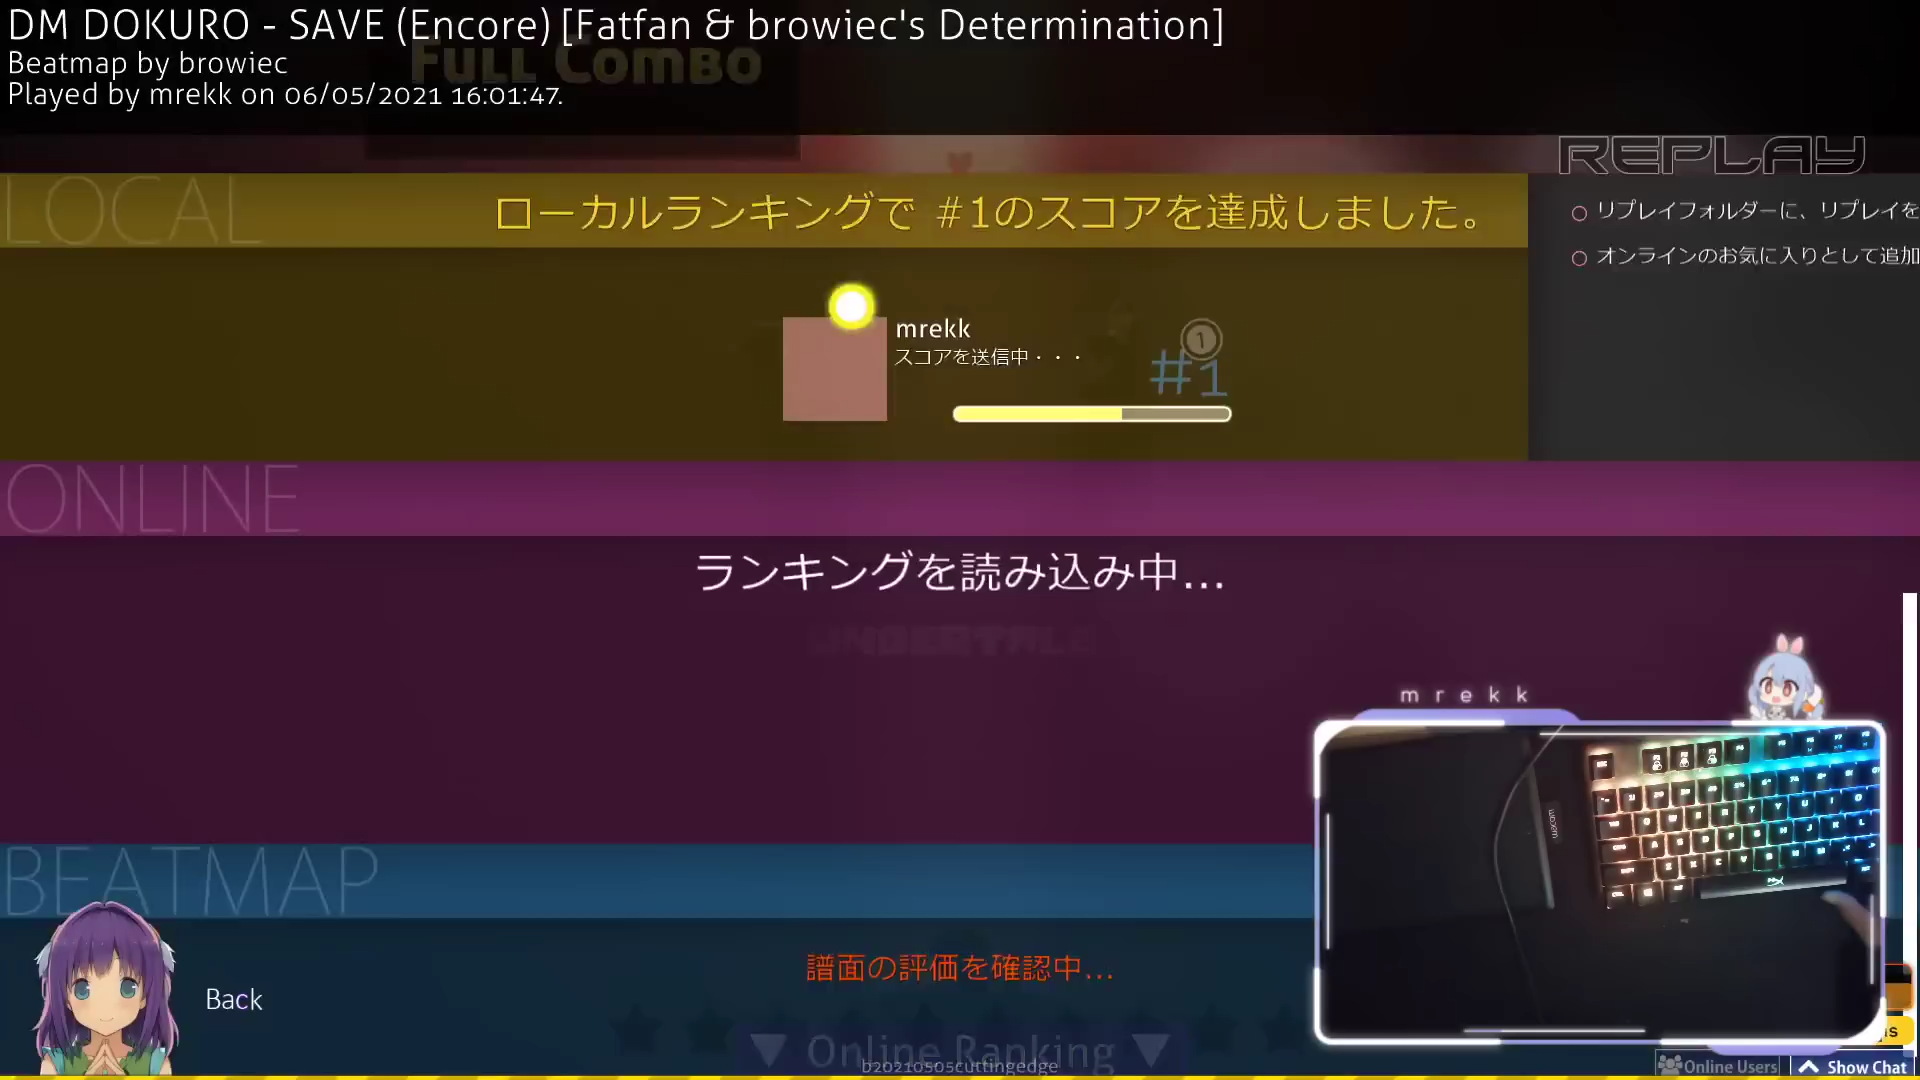 DM DOKURO - SAVE (Encore) [Fatfan & browiec's Determination]
Beatmap by browiec
Full Combo
Played by mrekk on 06/05/2021 16:01:47.
REPLAY
LOCAL
ローカルランキングで #1のスコアを達成しました。
リプレイフォルダーに、リプレイを
オンラインのお気に入りとして追加
mrekk
スコアを送信中・・・
1
#1
ONLINE
ランキングを読み込み中...
UNDERTALE
mrekk
wacom
BEATMAP
譜面の評価を確認中...
Back
Online Ranking
b20210505cuttingedge
Online Users
Show Chat